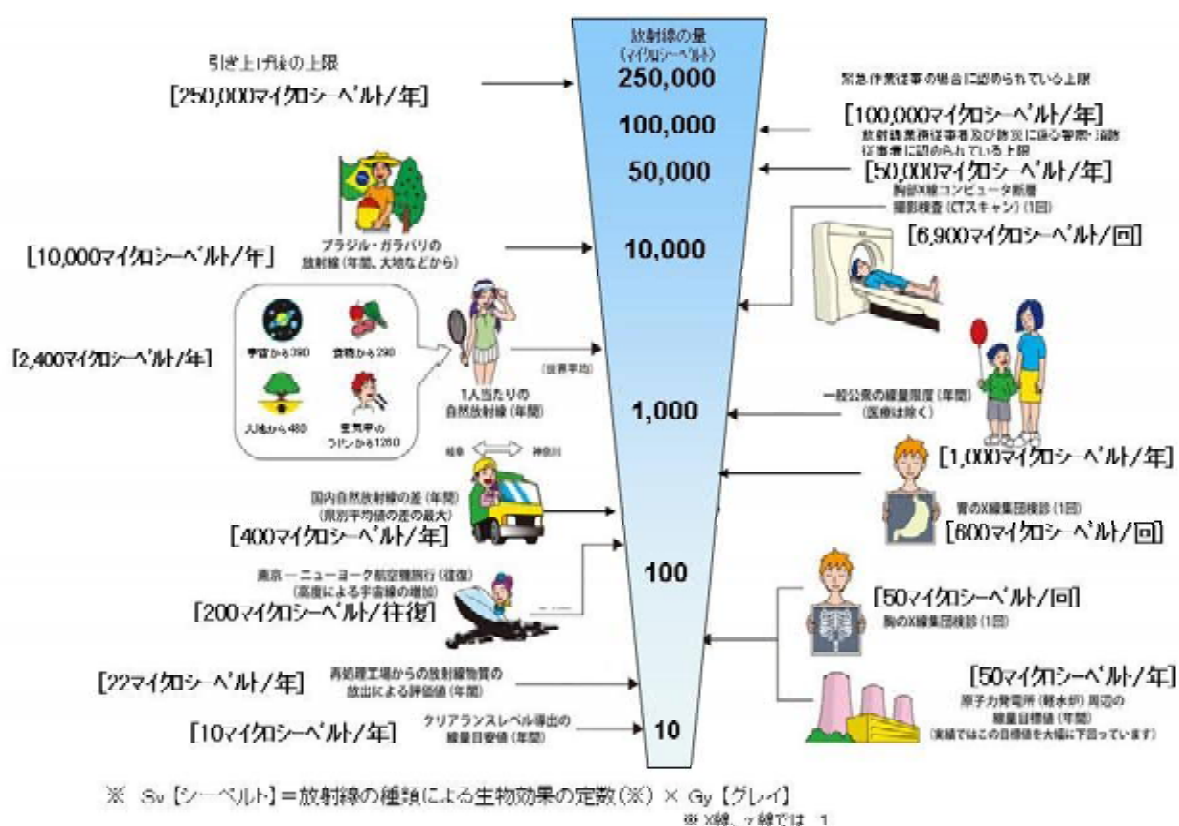 放射線の量
(マイクロシーベルト)
250,000
100,000
50,000
10,000
1,000
100
10
引き上げ後の上限
[250,000マイクロシーベルト/年]
ブラジル・ガラパリの
放射線(年間、大地などから)
[10,000マイクロシーベルト/年]
宇宙から390
食物から290
大地から480
空気中の
ラドンから1260
[2,400マイクロシーベルト/年]
(世界平均)
1人当たりの
自然放射線(年間)
岐阜
神奈川
国内自然放射線の差(年間)
(県別平均値の差の最大)
[400マイクロシーベルト/年]
東京―ニューヨーク航空機旅行(往復)
(高度による宇宙線の増加)
[200マイクロシーベルト/往復]
[22マイクロシーベルト/年]
再処理工場からの放射線物質の
放出による評価値(年間)
[10マイクロシーベルト/年]
クリアランスレベル導出の
線量目安値(年間)
緊急作業従事の場合に認められている上限
[100,000マイクロシーベルト/年]
放射線業務従事者及び防災に係る警察・消防
従事者に認められている上限
[50,000マイクロシーベルト/年]
胸部X線コンピュータ断層
撮影検査(CTスキャン)(1回)
[6,900マイクロシーベルト/回]
一般公衆の線量限度(年間)
(医療は除く)
[1,000マイクロシーベルト/年]
胃のX線集団検診(1回)
[600マイクロシーベルト/回]
[50マイクロシーベルト/回]
胸のX線集団検診(1回)
[50マイクロシーベルト/年]
原子力発電所(軽水炉)周辺の
線量目標値(年間)
(実績ではこの目標値を大幅に下回っています)
※ Sv【シーベルト】=放射線の種類による生物効果の定数(※) × Gy【グレイ】
※ X線、γ線では 1